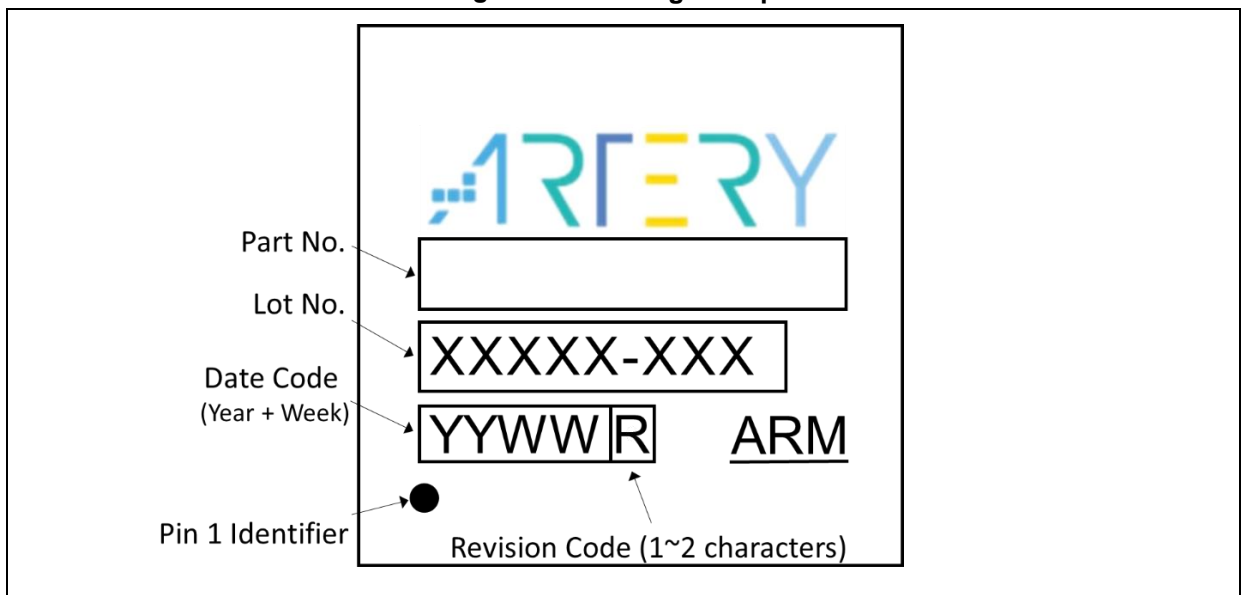 ARTERY
Part No.
Lot No.
XXXXX-XXX
Date Code
(Year + Week)
YYWW R
ARM
Pin 1 Identifier
Revision Code (1~2 characters)